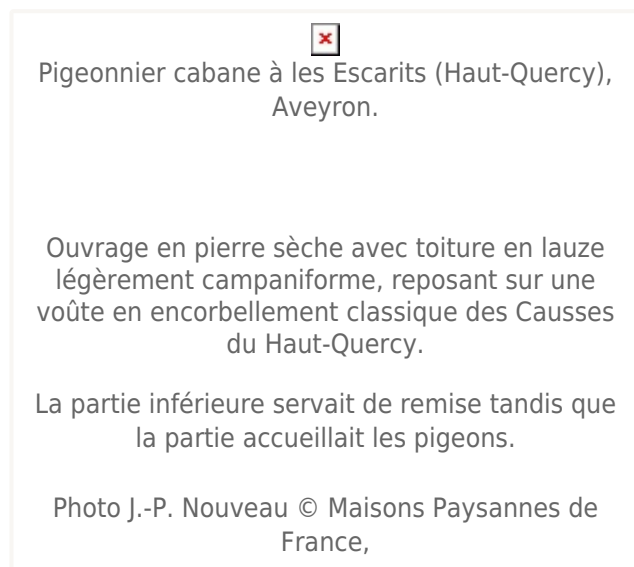 Pigeonnier cabane à les Escarits (Haut-Quercy),
Aveyron.
Ouvrage en pierre sèche avec toiture en lauze
légèrement campaniforme, reposant sur une
voûte en encorbellement classique des Causses
du Haut-Quercy.
La partie inférieure servait de remise tandis que
la partie accueillait les pigeons.
Photo J.-P. Nouveau © Maisons Paysannes de
France,